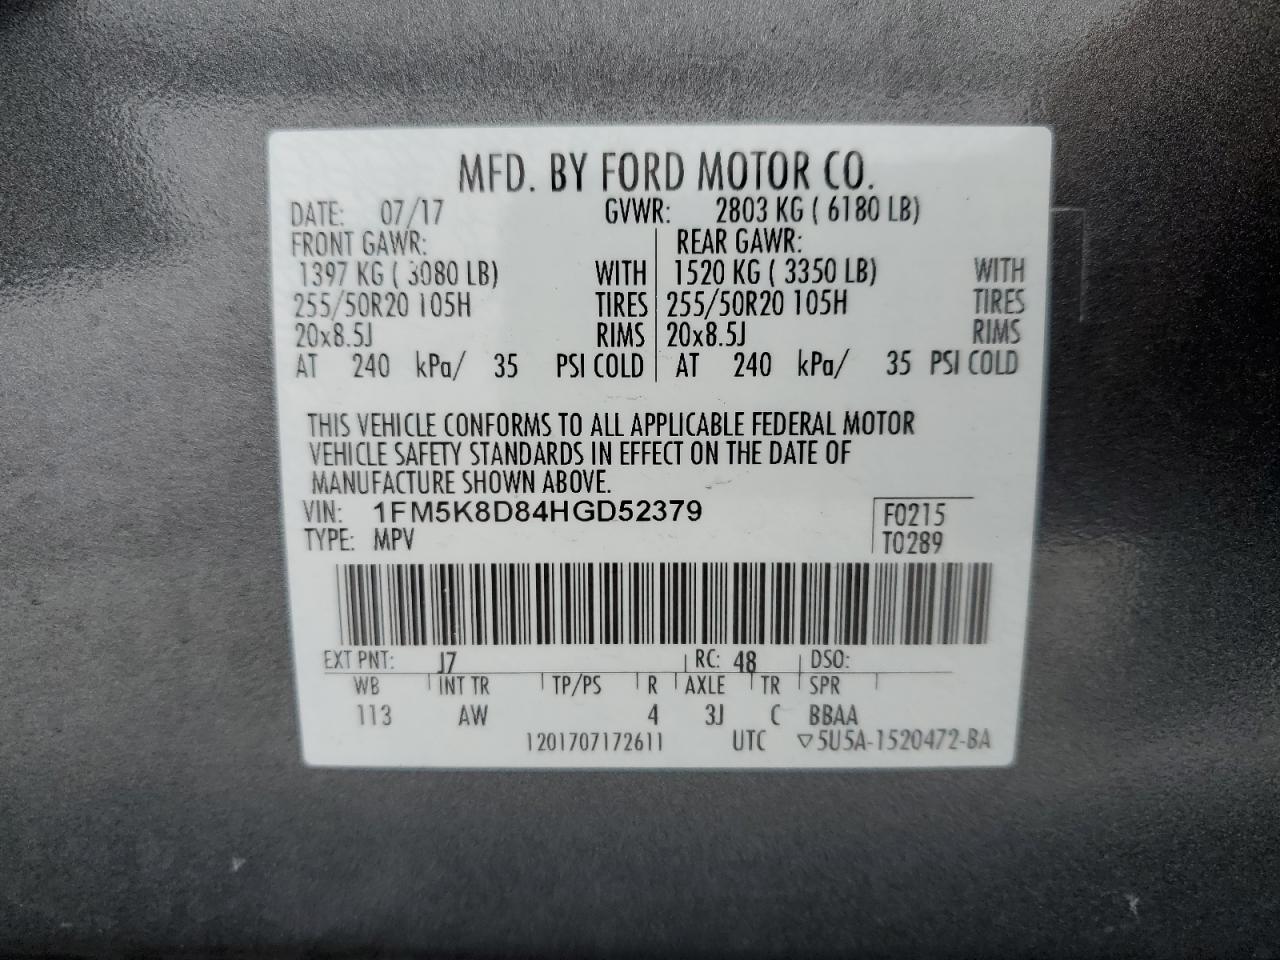 MFD. BY FORD MOTOR CO.
DATE: 07/17 GVWR: 2803 KG ( 6180 LB)
FRONT GAWR: REAR GAWR:
1397 KG ( 3080 LB) WITH 1520 KG ( 3350 LB) WITH
255/50R20 105H TIRES 255/50R20 105H TIRES
20x8.5J RIMS 20x8.5J RIMS
AT 240 kPa/ 35 PSI COLD AT 240 kPa/ 35 PSI COLD
THIS VEHICLE CONFORMS TO ALL APPLICABLE FEDERAL MOTOR
VEHICLE SAFETY STANDARDS IN EFFECT ON THE DATE OF
MANUFACTURE SHOWN ABOVE.
VIN: 1FM5K8D84HGD52379 F0215
TYPE: MPV T0289
EXT PNT: J7 RC: 48 DSO:
WB INT TR TP/PS R AXLE TR SPR
113 AW 4 3J C BBAA
1201707172611 UTC ▽5U5A-1520472-BA